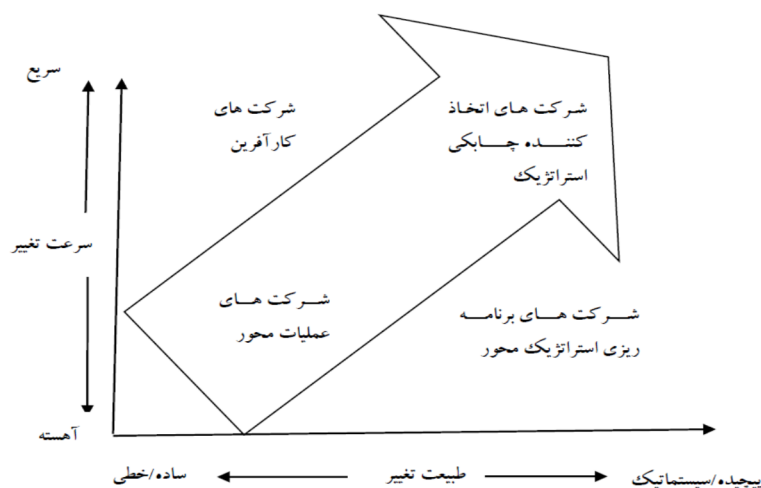 سریع
شرکت های
کارآفرین
شرکت های اتخاذ
کننده چابکی
استراتژیک
سرعت تغییر
شرکت های
عملیات محور
شرکت های برنامه
ریزی استراتژیک محور
آهسته
ساده/خطی
طبیعت تغییر
پیچیده/سیستماتیک